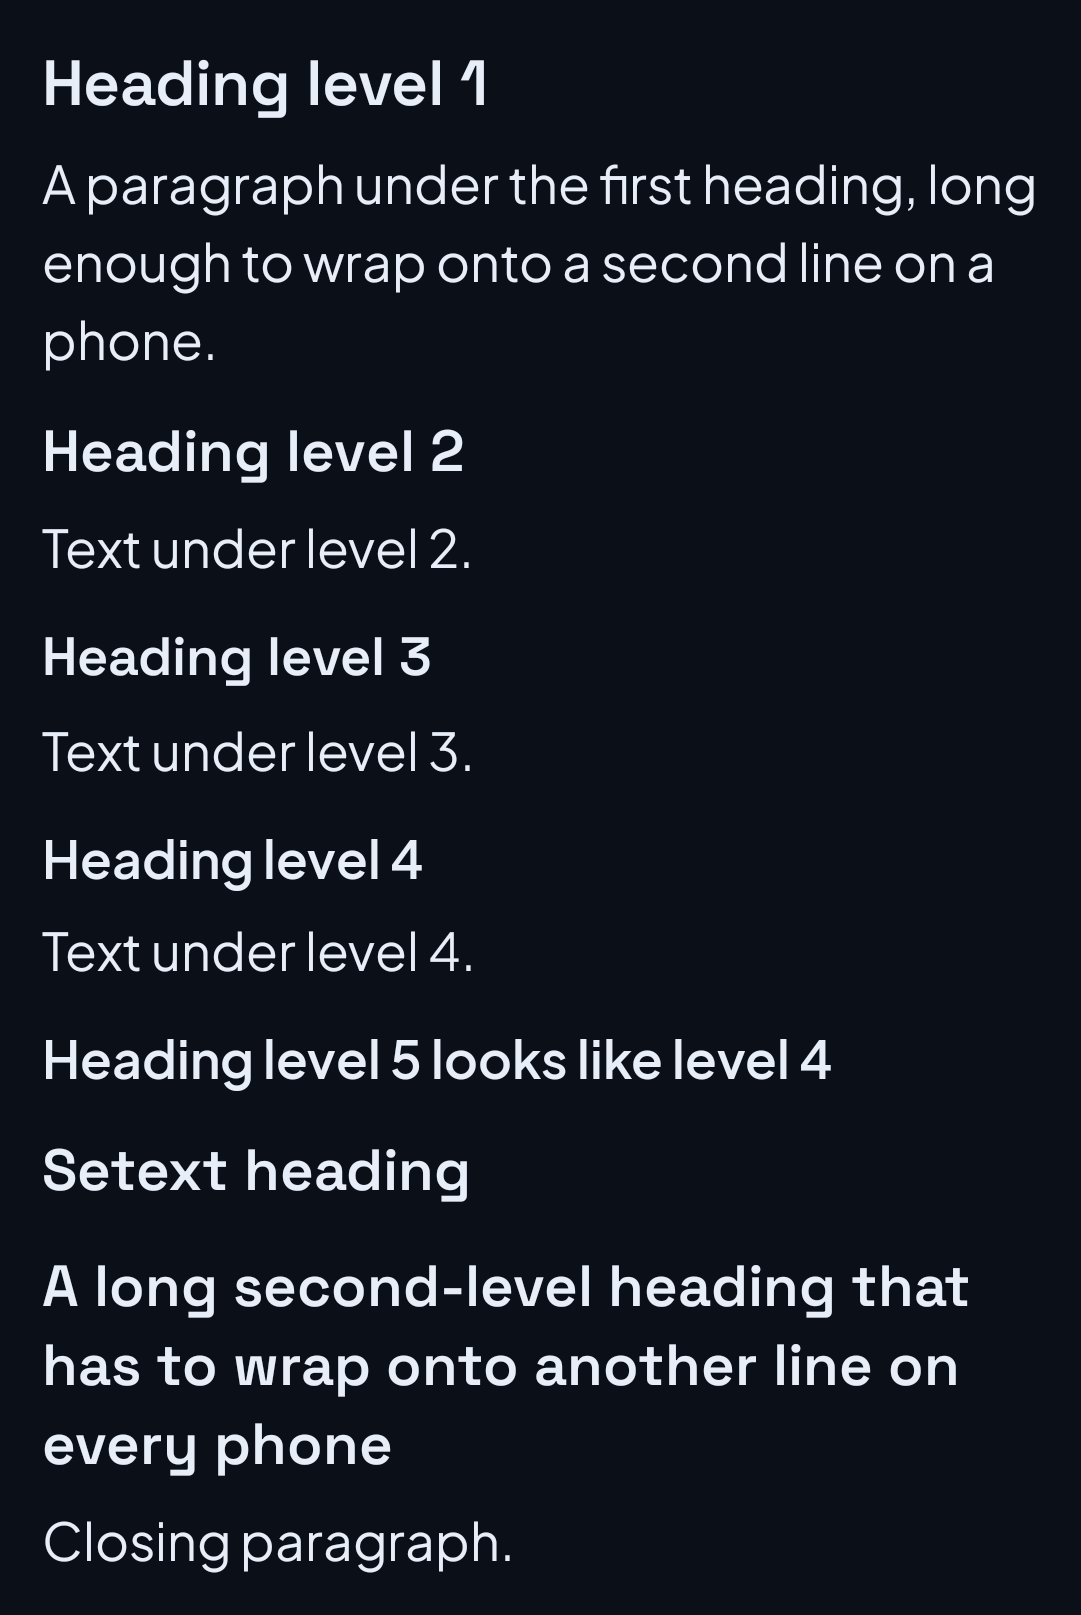 Heading level 1
A paragraph under the first heading, long
enough to wrap onto a second line on a
phone.
Heading level 2
Text under level 2.
Heading level 3
Text under level 3.
Heading level 4
Text under level 4.
Heading level 5 looks like level 4
Setext heading
A long second-level heading that
has to wrap onto another line on
every phone
Closing paragraph.